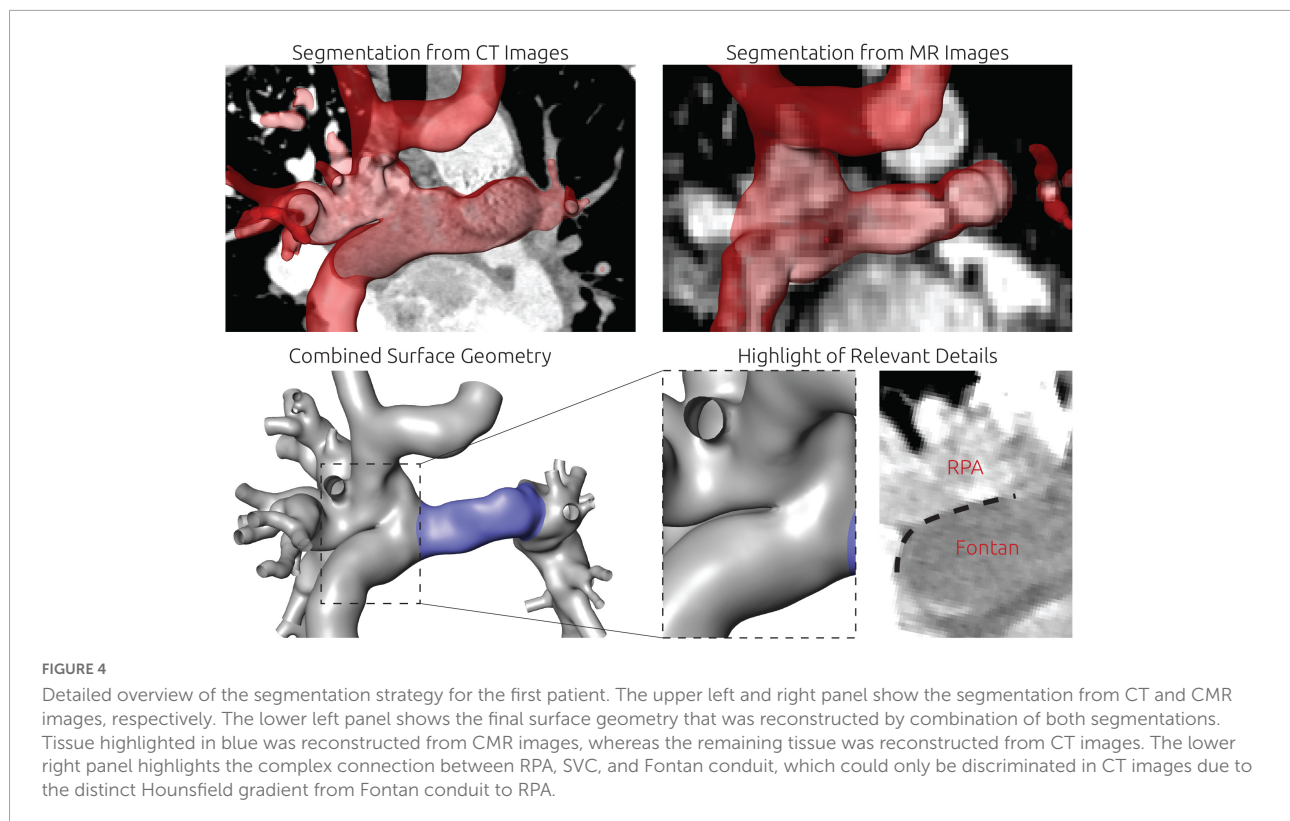 Segmentation from CT Images
Segmentation from MR Images
Combined Surface Geometry
Highlight of Relevant Details
RPA
Fontan
FIGURE 4
Detailed overview of the segmentation strategy for the first patient. The upper left and right panel show the segmentation from CT and CMR
images, respectively. The lower left panel shows the final surface geometry that was reconstructed by combination of both segmentations.
Tissue highlighted in blue was reconstructed from CMR images, whereas the remaining tissue was reconstructed from CT images. The lower
right panel highlights the complex connection between RPA, SVC, and Fontan conduit, which could only be discriminated in CT images due to
the distinct Hounsfield gradient from Fontan conduit to RPA.